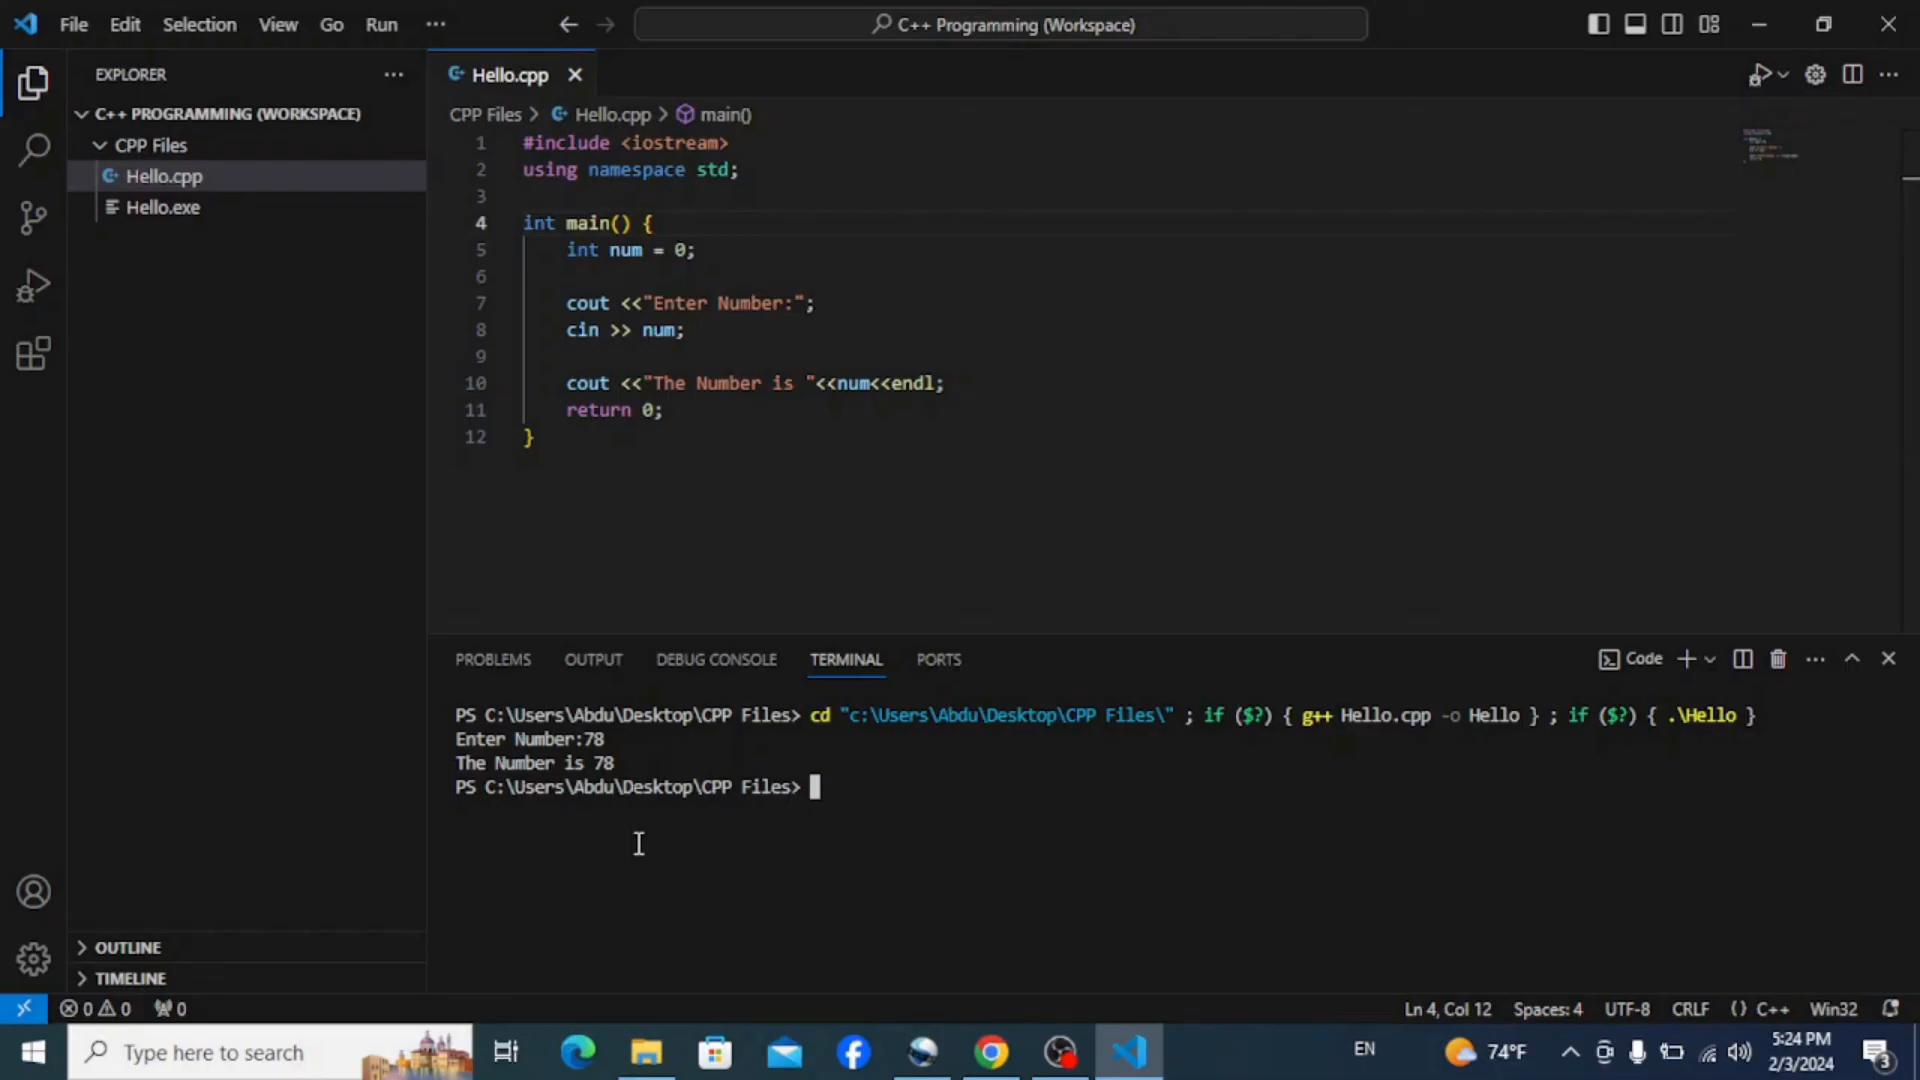 File Edit Selection View Go Run ···
C++ Programming (Workspace)
EXPLORER ···
C++ PROGRAMMING (WORKSPACE)
CPP Files
Hello.cpp
Hello.exe
OUTLINE
TIMELINE
Hello.cpp
CPP Files > Hello.cpp > main()
1 #include <iostream>
2 using namespace std;
3
4 int main() {
5 int num = 0;
6
7 cout <<"Enter Number:";
8 cin >> num;
9
10 cout <<"The Number is "<<num<<endl;
11 return 0;
12 }
PROBLEMS OUTPUT DEBUG CONSOLE TERMINAL PORTS
Code
PS C:\Users\Abdu\Desktop\CPP Files> cd "c:\Users\Abdu\Desktop\CPP Files\" ; if ($?) { g++ Hello.cpp -o Hello } ; if ($?) { .\Hello }
Enter Number:78
The Number is 78
PS C:\Users\Abdu\Desktop\CPP Files>
0 0 0
Ln 4, Col 12 Spaces: 4 UTF-8 CRLF {} C++ Win32
Type here to search
EN
74°F
5:24 PM
2/3/2024
3